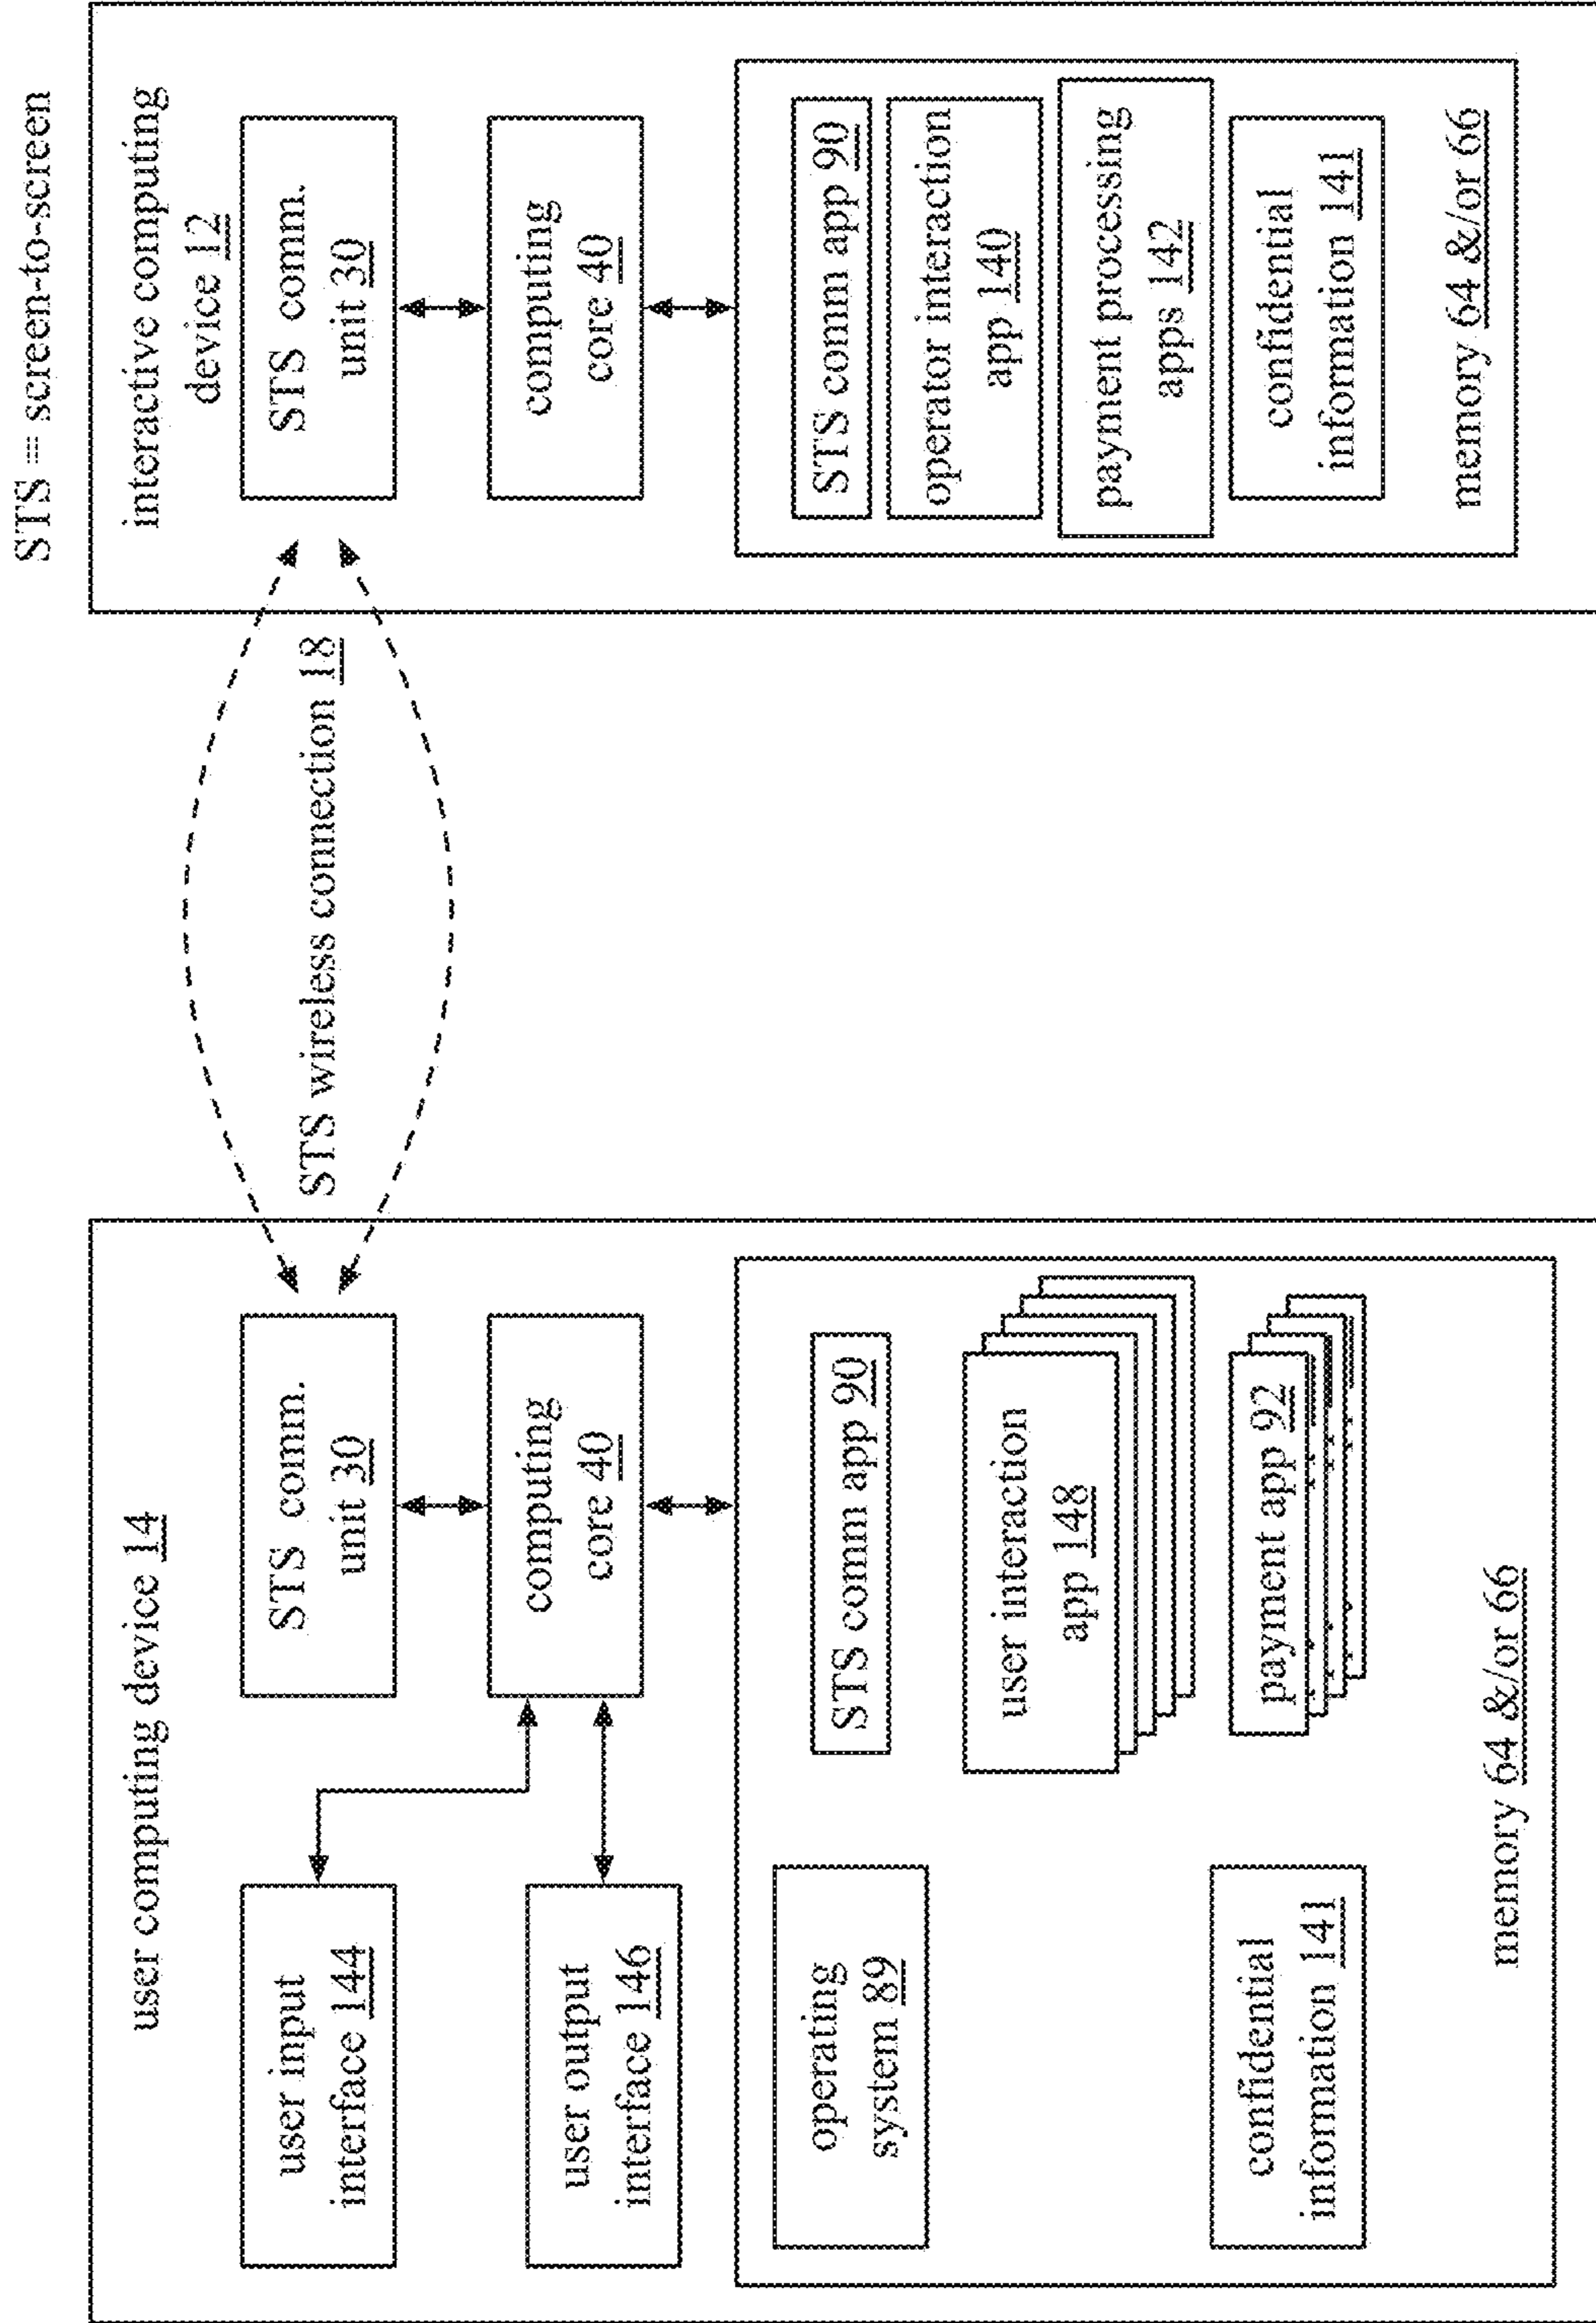 STS = screen-to-screen
user computing device 14
user input
interface 144
user output
interface 146
STS comm.
unit 30
computing
core 40
operating
system 89
confidential
information 141
STS comm app 90
user interaction
app 148
payment app 92
memory 64 &/or 66
STS wireless connection 18
interactive computing
device 12
STS comm.
unit 30
computing
core 40
STS comm app 90
operator interaction
app 140
payment processing
apps 142
confidential
information 141
memory 64 &/or 66